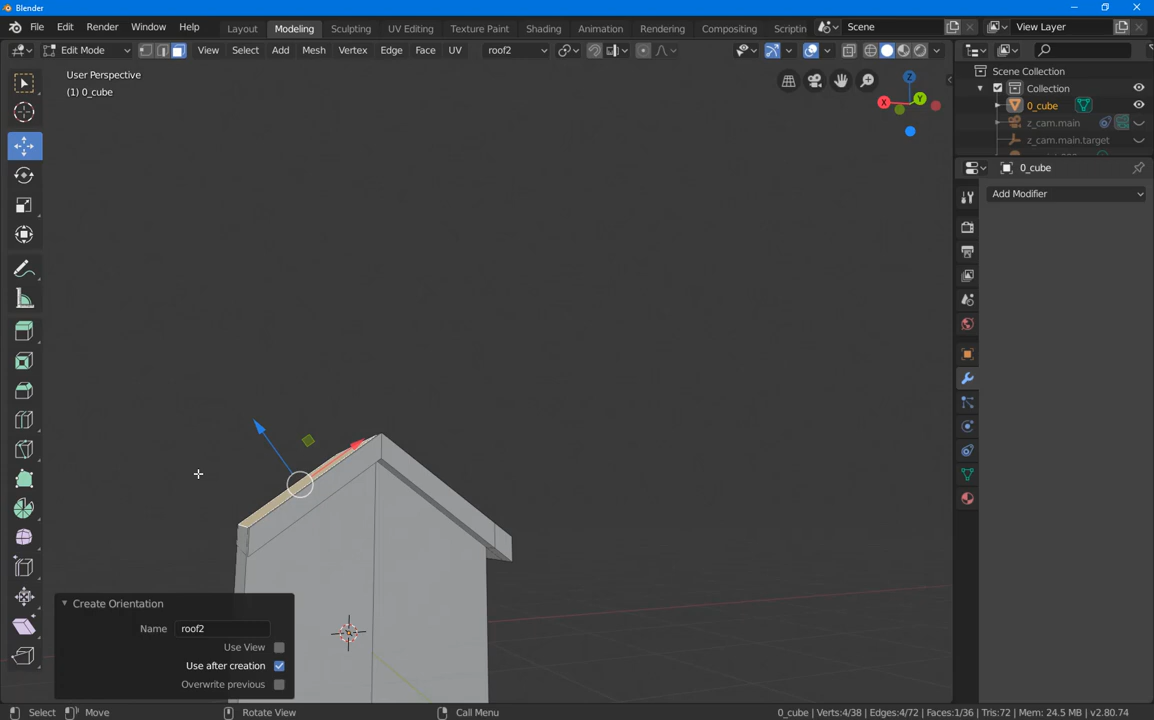 Blender
File Edit Render Window Help Layout Modeling Sculpting UV Editing Texture Paint Shading Animation Rendering Compositing Scriptin Scene View Layer
Edit Mode View Select Add Mesh Vertex Edge Face UV roof2
User Perspective
(1) 0_cube
X Y Z
Scene Collection
Collection
0_cube
z_cam.main
z_cam.main.target
0_cube
Add Modifier
Create Orientation
Name roof2
Use View
Use after creation
Overwrite previous
Select Move Rotate View Call Menu 0_cube | Verts:4/38 | Edges:4/72 | Faces:1/36 | Tris:72 | Mem: 24.5 MB | v2.80.74